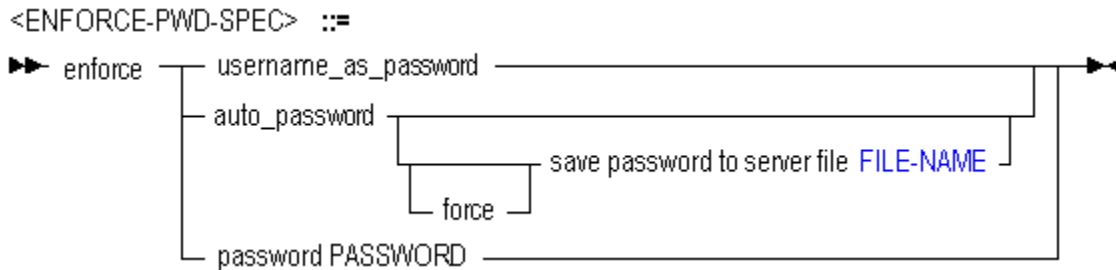 <ENFORCE-PWD-SPEC> ::=
enforce username_as_password
auto_password
save password to server file FILE-NAME
force
password PASSWORD